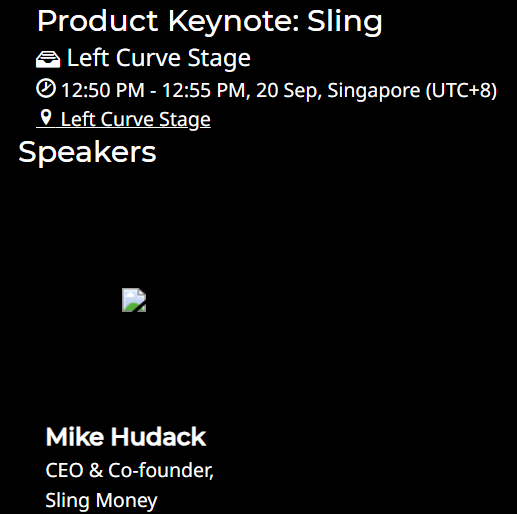 Product Keynote: Sling
Left Curve Stage
12:50 PM - 12:55 PM, 20 Sep, Singapore (UTC+8)
Left Curve Stage
Speakers
Mike Hudack
CEO & Co-founder,
Sling Money